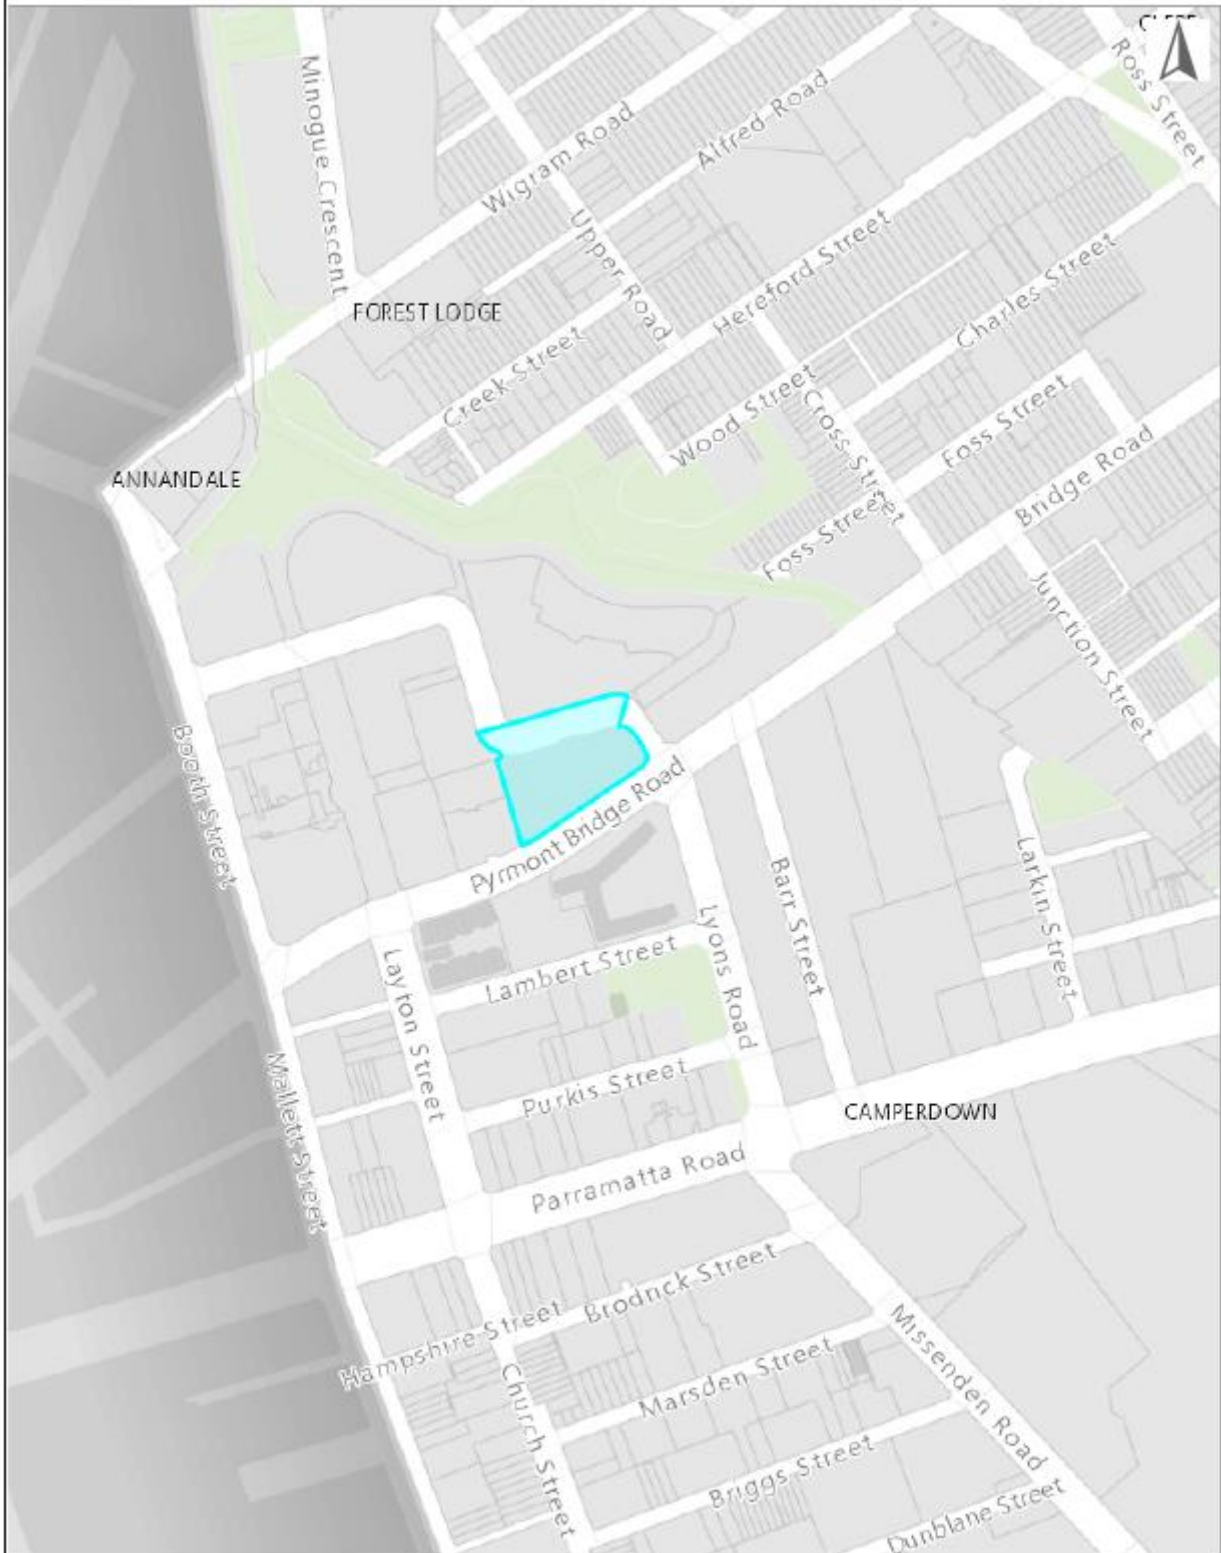 Ross Street
Minogue Crescent
Wigram Road
Alfred Road
Upper Road
Hereford Street
Charles Street
FOREST LODGE
Creek Street
Wood Street
Cross Street
Foss Street
Bridge Road
ANNANDALE
Foss Street
Junction Street
Booth Street
Pyrmont Bridge Road
Barr Street
Larkin Street
Lyons Road
Layton Street
Lambert Street
Mallett Street
Purkis Street
CAMPERDOWN
Parramatta Road
Brodrick Street
Hampshire Street
Missenden Road
Marsden Street
Church Street
Briggs Street
Dunblane Street